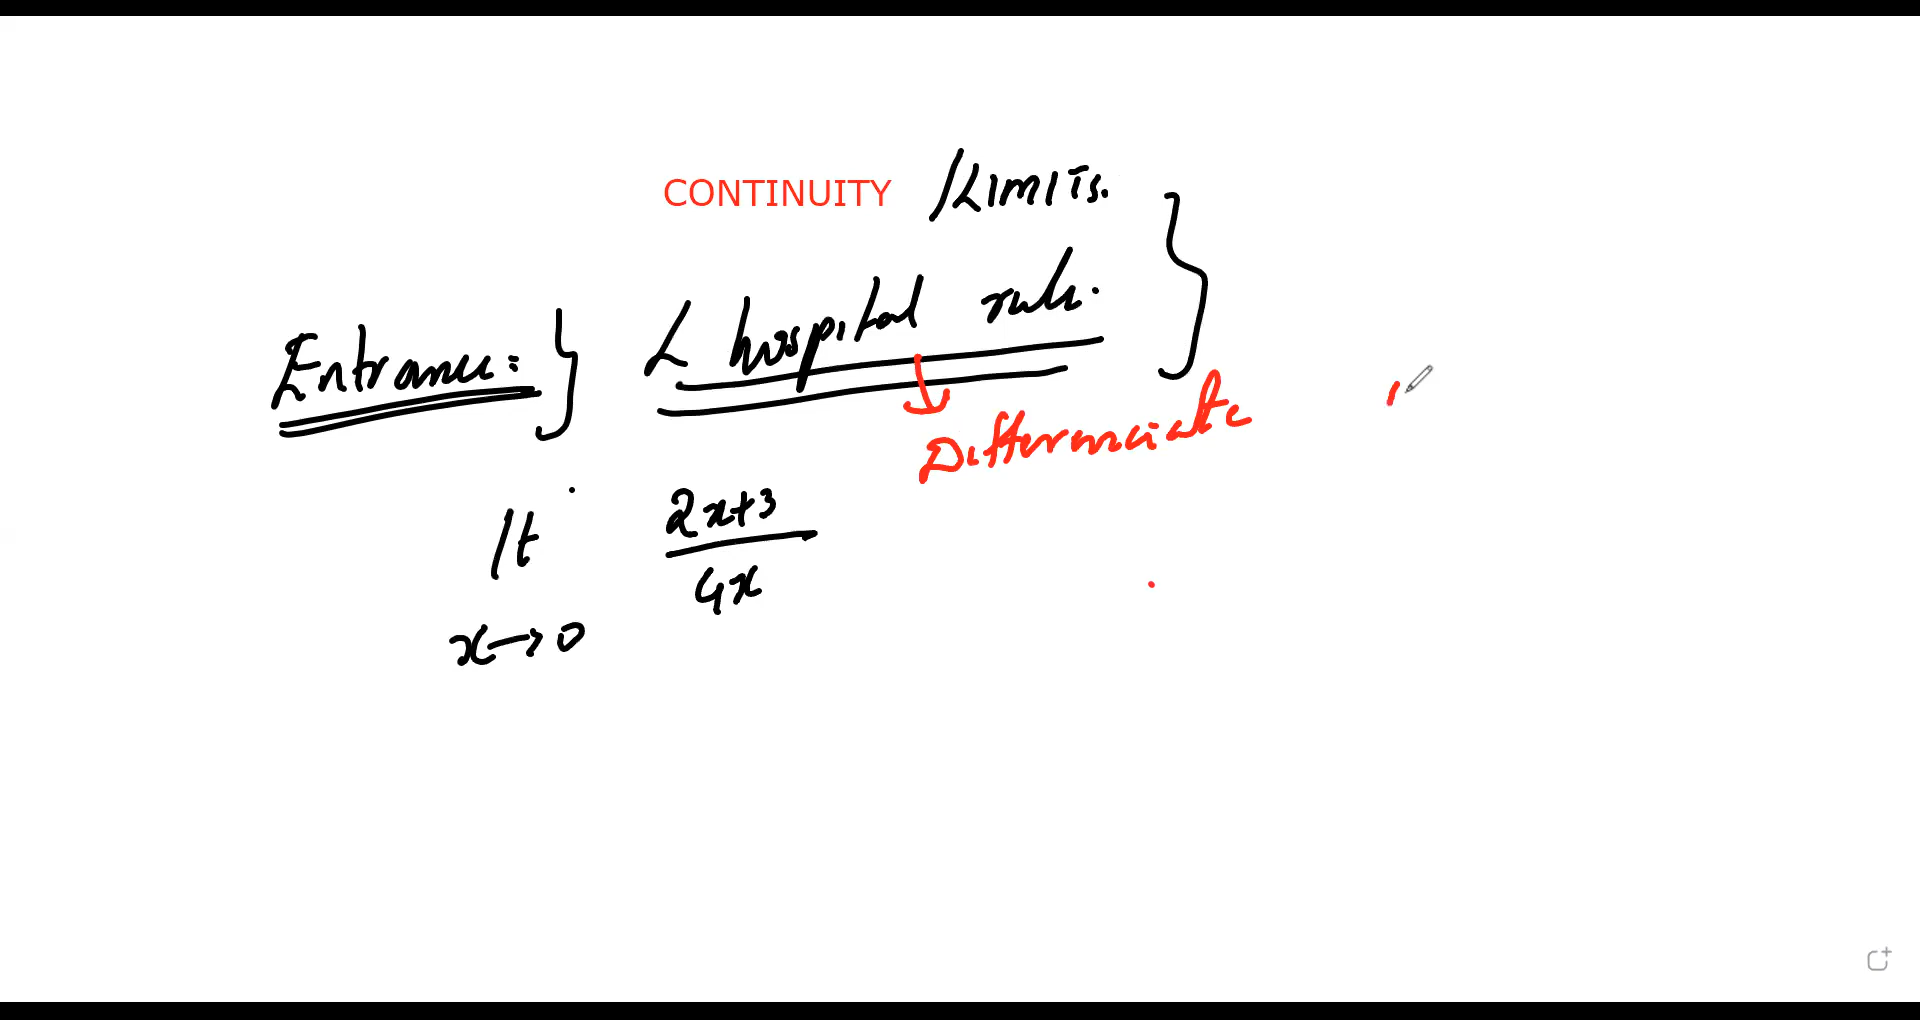 CONTINUITY /LIMITS.
Entrance: } L hospital rule. }
Differenciate
lt 2x+3
4x
x→0